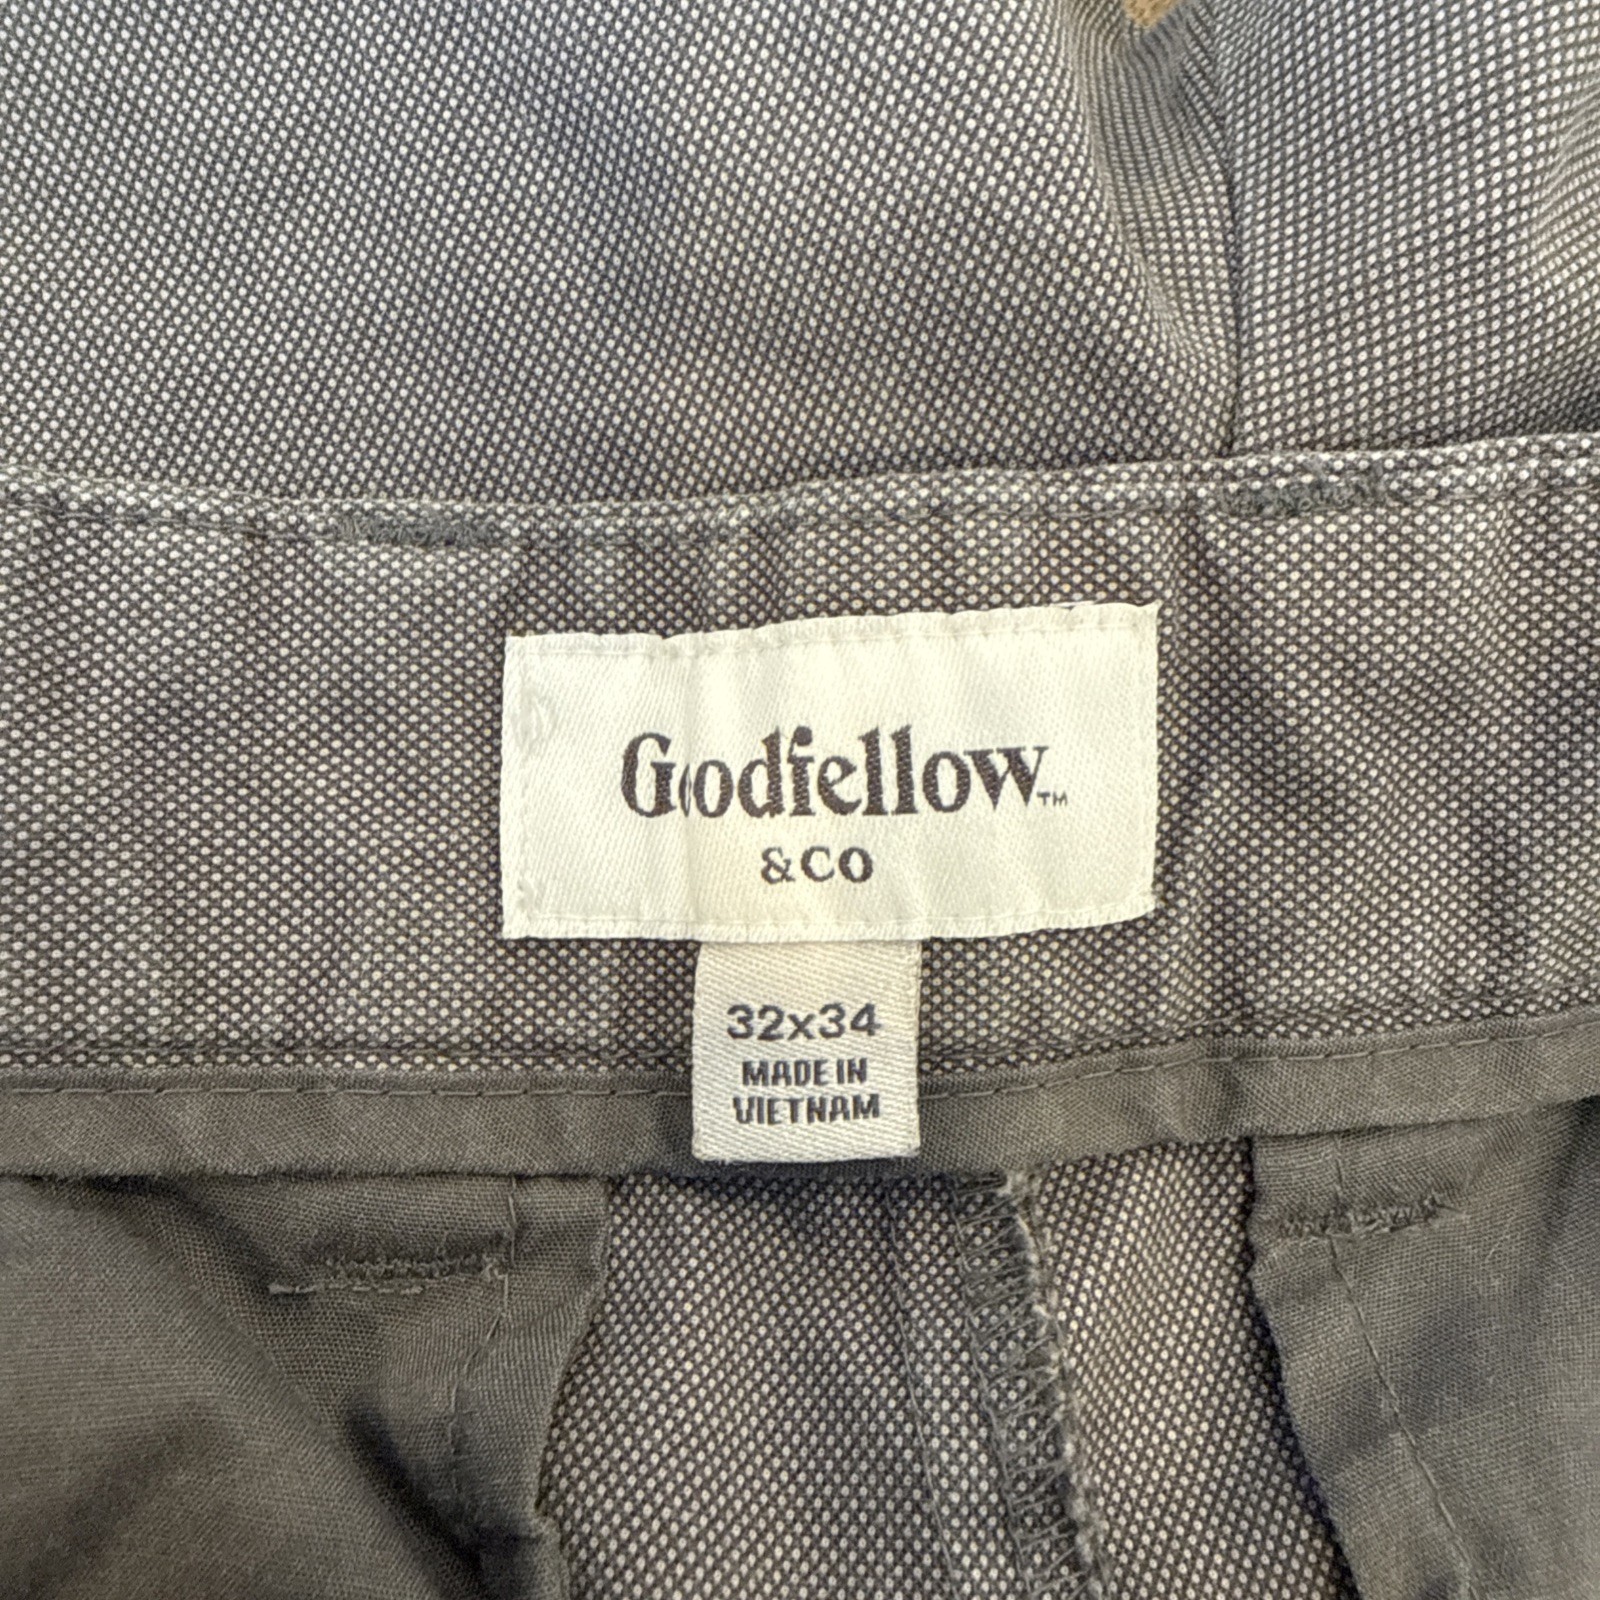 Goodfellow™
&CO
32x34
MADE IN
VIETNAM